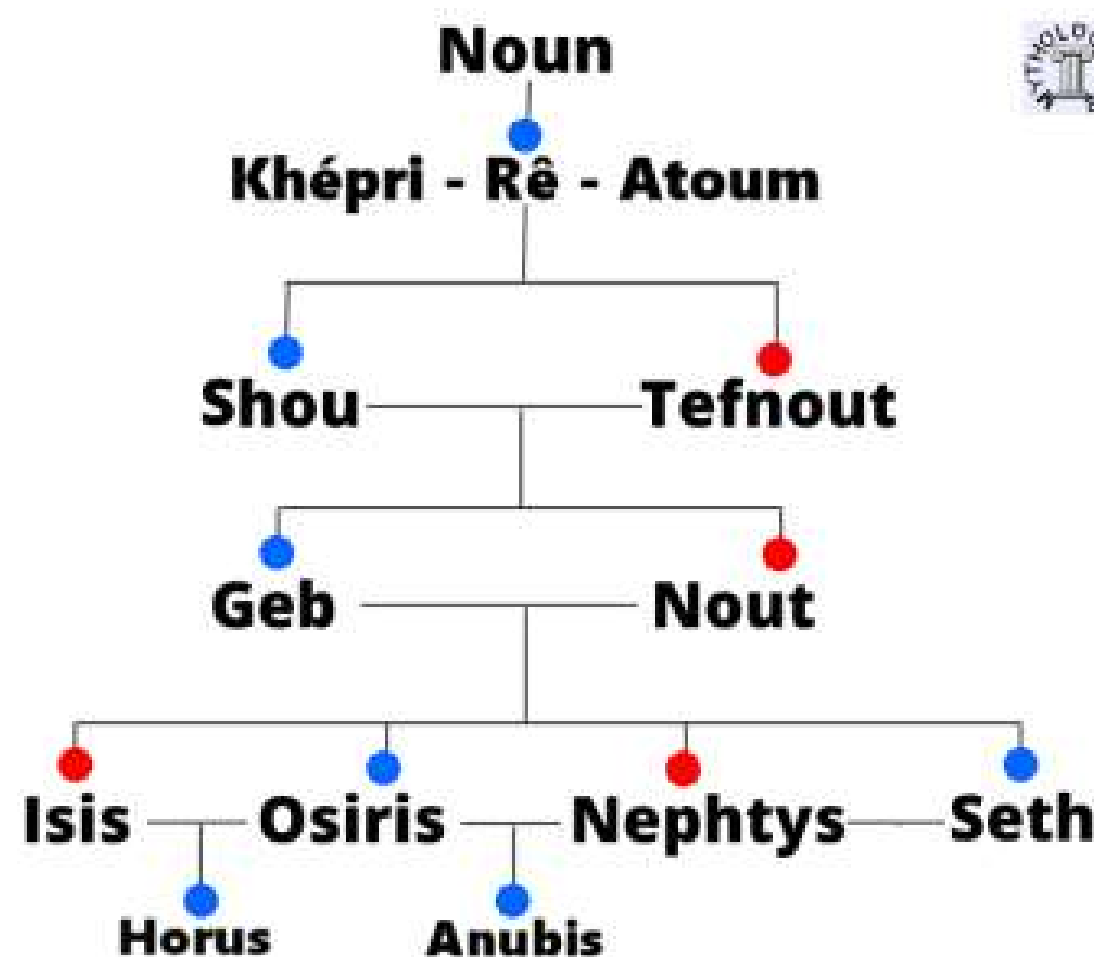 Noun
Khépri - Rê - Atoum
Shou Tefnout
Geb Nout
Isis Osiris Nephtys Seth
Horus Anubis